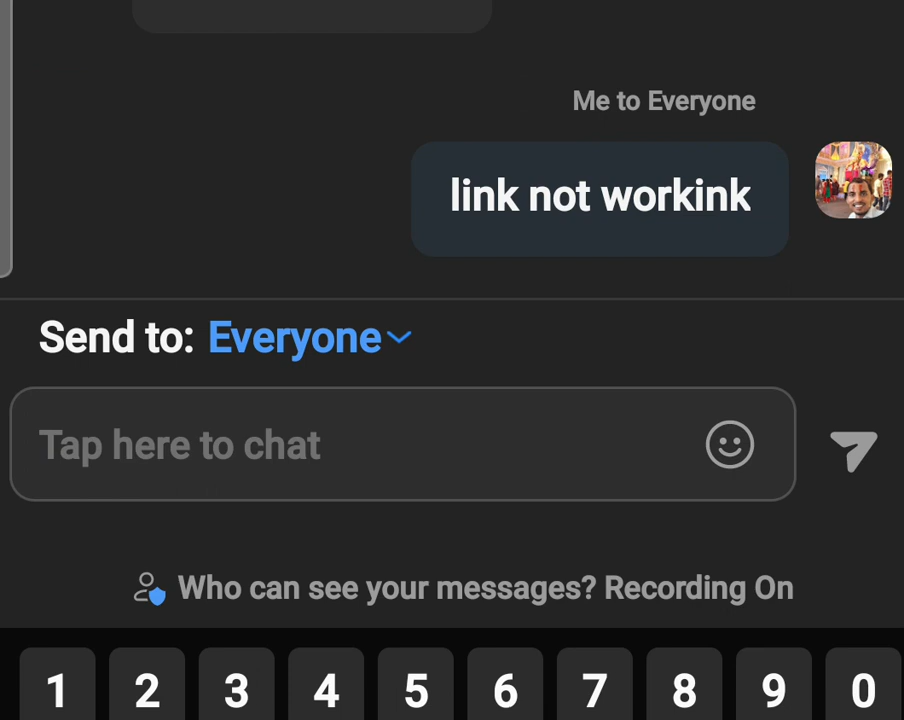 Me to Everyone
link not workink
Send to: Everyone
Tap here to chat
Who can see your messages? Recording On
1 2 3 4 5 6 7 8 9 0